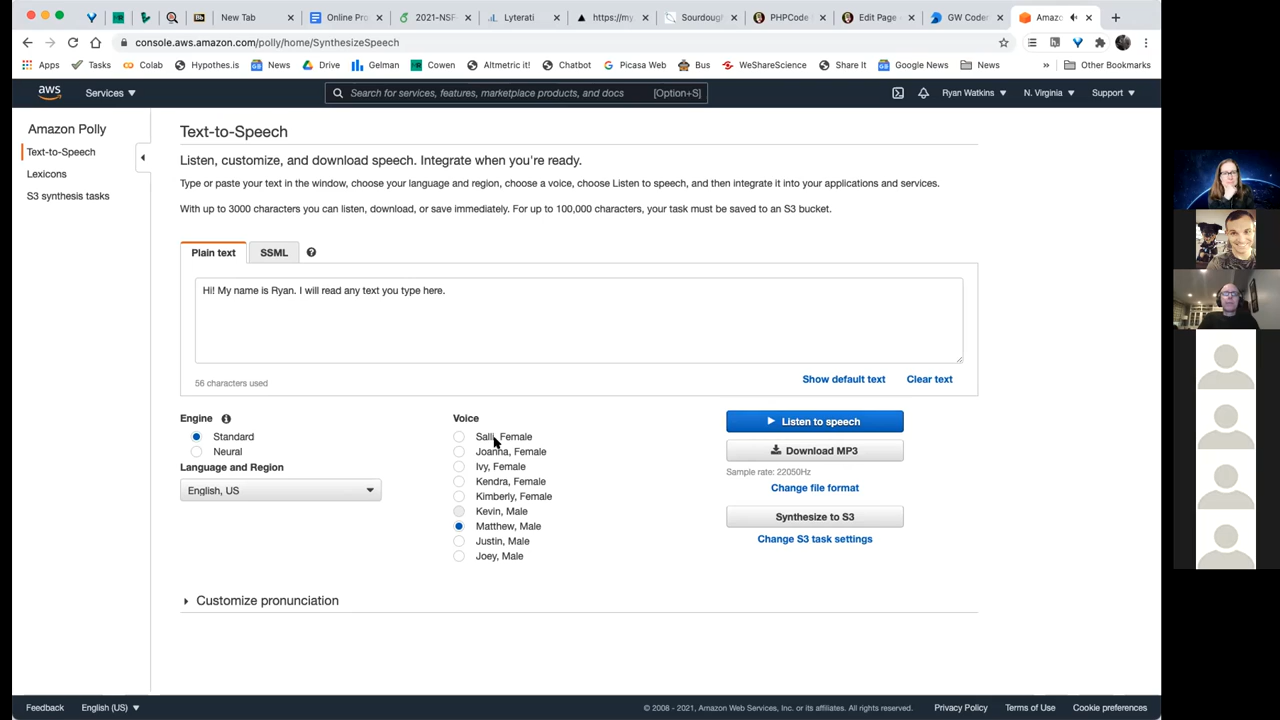 New Tab
Online Pro
2021-NSF-
Lyterati
https://my
Sourdough
PHPCode
Edit Page
GW Coder
Amazo
console.aws.amazon.com/polly/home/SynthesizeSpeech
Apps
Tasks
Colab
Hypothes.is
News
Drive
Gelman
Cowen
Altmetric it!
Chatbot
Picasa Web
Bus
WeShareScience
Share It
Google News
News
»
Other Bookmarks
aws
Services
Search for services, features, marketplace products, and docs
[Option+S]
Ryan Watkins
N. Virginia
Support
Amazon Polly
Text-to-Speech
Lexicons
S3 synthesis tasks
Text-to-Speech
Listen, customize, and download speech. Integrate when you're ready.
Type or paste your text in the window, choose your language and region, choose a voice, choose Listen to speech, and then integrate it into your applications and services.
With up to 3000 characters you can listen, download, or save immediately. For up to 100,000 characters, your task must be saved to an S3 bucket.
Plain text
SSML
Hi! My name is Ryan. I will read any text you type here.
56 characters used
Show default text
Clear text
Engine
Standard
Neural
Language and Region
English, US
Voice
Salli, Female
Joanna, Female
Ivy, Female
Kendra, Female
Kimberly, Female
Kevin, Male
Matthew, Male
Justin, Male
Joey, Male
Listen to speech
Download MP3
Sample rate: 22050Hz
Change file format
Synthesize to S3
Change S3 task settings
Customize pronunciation
Feedback
English (US)
© 2008 - 2021, Amazon Web Services, Inc. or its affiliates. All rights reserved.
Privacy Policy
Terms of Use
Cookie preferences